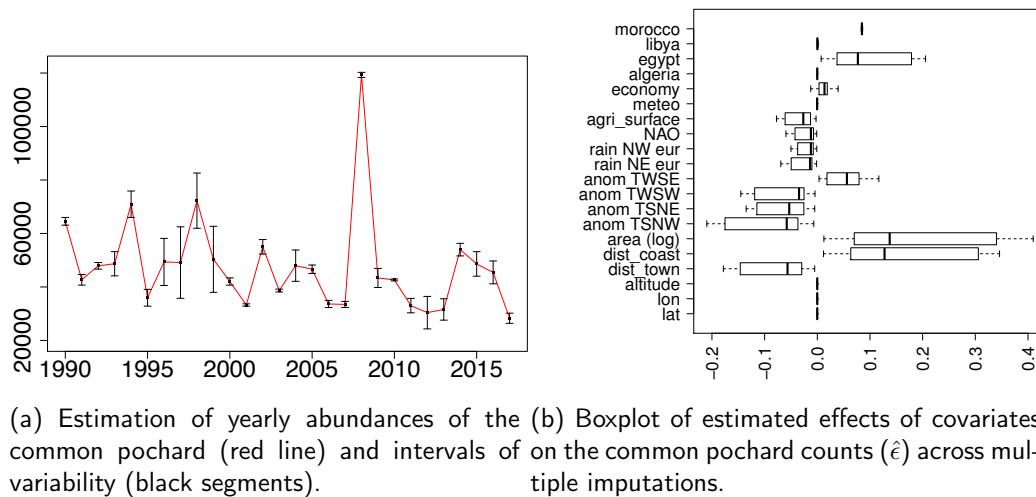 100000
60000
20000
1990 1995 2000 2005 2010 2015
morocco
libya
egypt
algeria
economy
meteo
agri_surface
NAO
rain NW eur
rain NE eur
anom TWSE
anom TWSW
anom TSNE
anom TSNW
area (log)
dist_coast
dist_town
altitude
lon
lat
−0.2 −0.1 0.0 0.1 0.2 0.3 0.4
(a) Estimation of yearly abundances of the
common pochard (red line) and intervals of
variability (black segments).
(b) Boxplot of estimated effects of covariates
on the common pochard counts (ε̂) across mul-
tiple imputations.